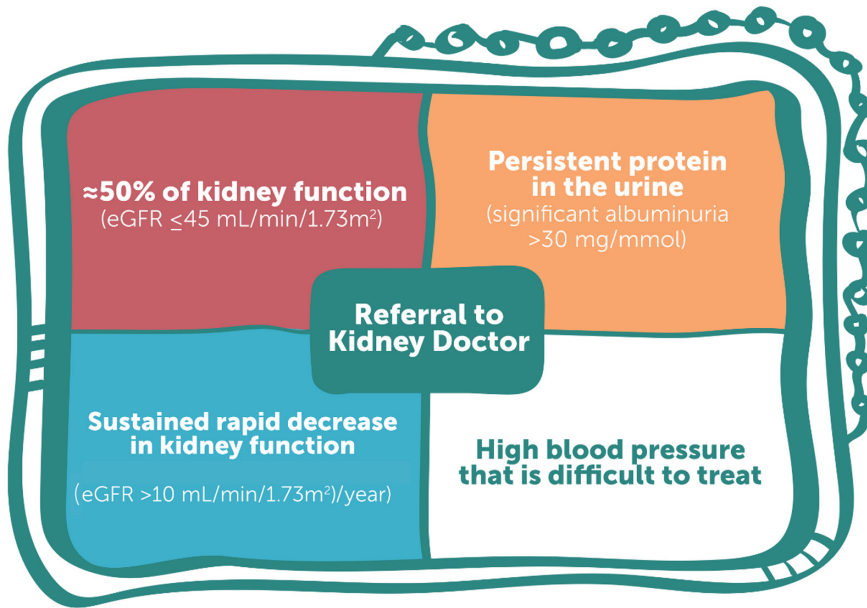 ≈50% of kidney function
(eGFR ≤45 mL/min/1.73m²)
Persistent protein
in the urine
(significant albuminuria
>30 mg/mmol)
Referral to
Kidney Doctor
Sustained rapid decrease
in kidney function
(eGFR >10 mL/min/1.73m²)/year)
High blood pressure
that is difficult to treat